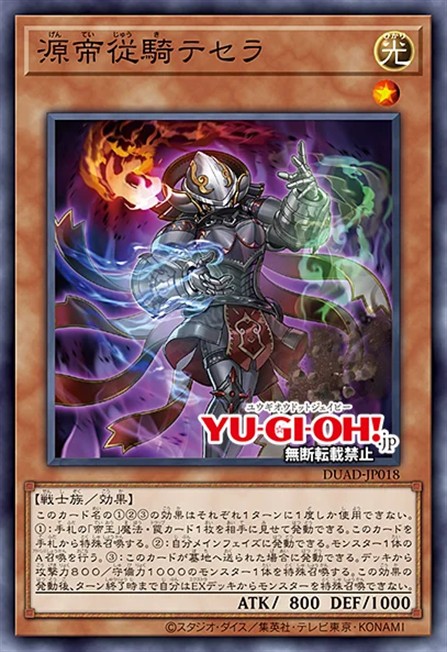 源帝従騎テセラ
光
ユウギオウドットジェイピー
YU-GI-OH!.jp
無断転載禁止
DUAD-JP018
[戦士族/効果]
このカード名の①②③の効果はそれぞれ1ターンに1度しか使用できない。
①:手札の「帝王」魔法・罠カード1枚を相手に見せて発動できる。このカードを
手札から特殊召喚する。②:自分メインフェイズに発動できる。モンスター1体の
アドバンス召喚を行う。③:このカードが墓地へ送られた場合に発動できる。デッキから
攻撃力800/守備力1000のモンスター1体を特殊召喚する。この効果の
発動後、ターン終了時まで自分はEXデッキからモンスターを特殊召喚できない。
ATK/ 800 DEF/1000
©スタジオ・ダイス/集英社・テレビ東京・KONAMI